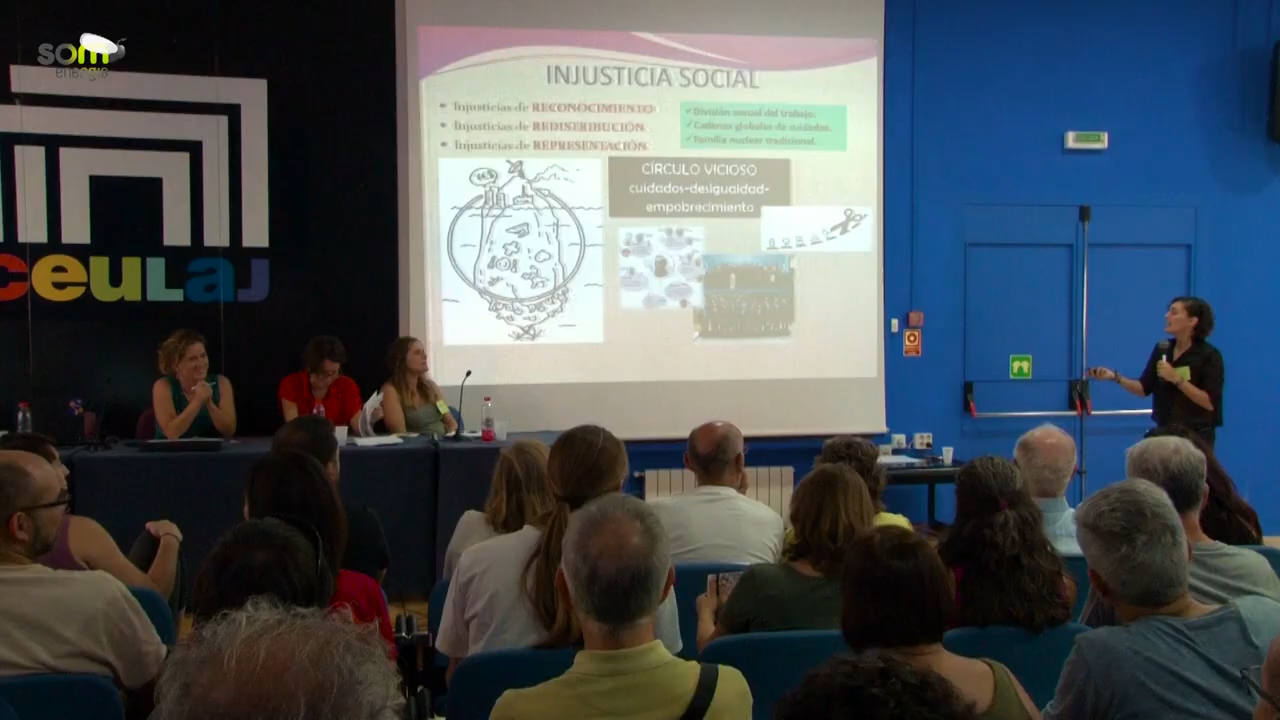 som
energia
ceulaj
INJUSTICIA SOCIAL
Injusticias de RECONOCIMIENTO
Injusticias de REDISTRIBUCIÓN
Injusticias de REPRESENTACIÓN
División sexual del trabajo.
Cadenas globales de cuidados.
Familia nuclear tradicional.
CÍRCULO VICIOSO
cuidados-desigualdad-
empobrecimiento